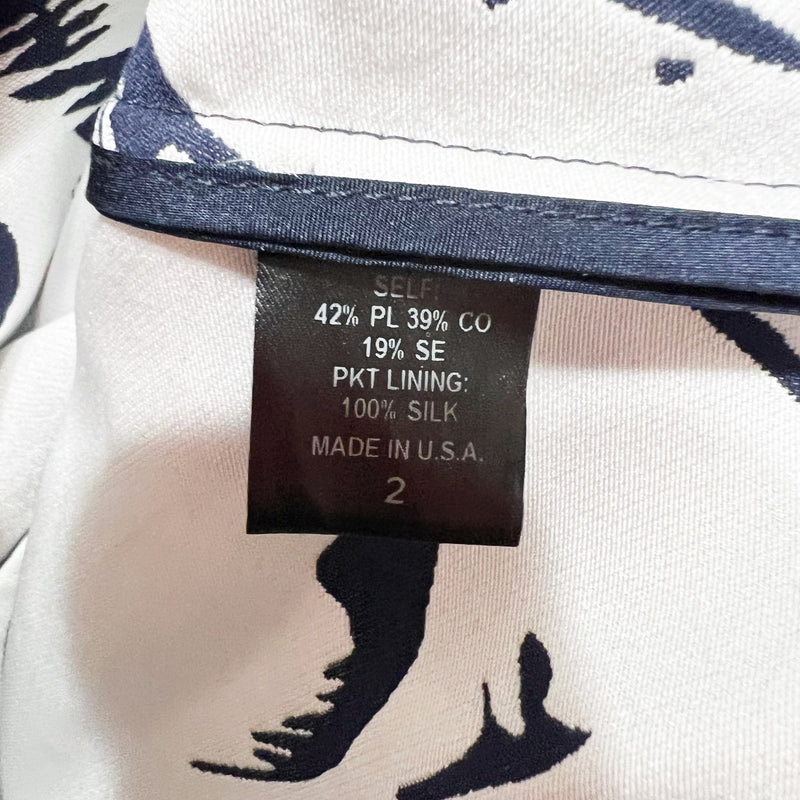 SELF:
42% PL 39% CO
19% SE
PKT LINING:
100% SILK
MADE IN U.S.A.
2